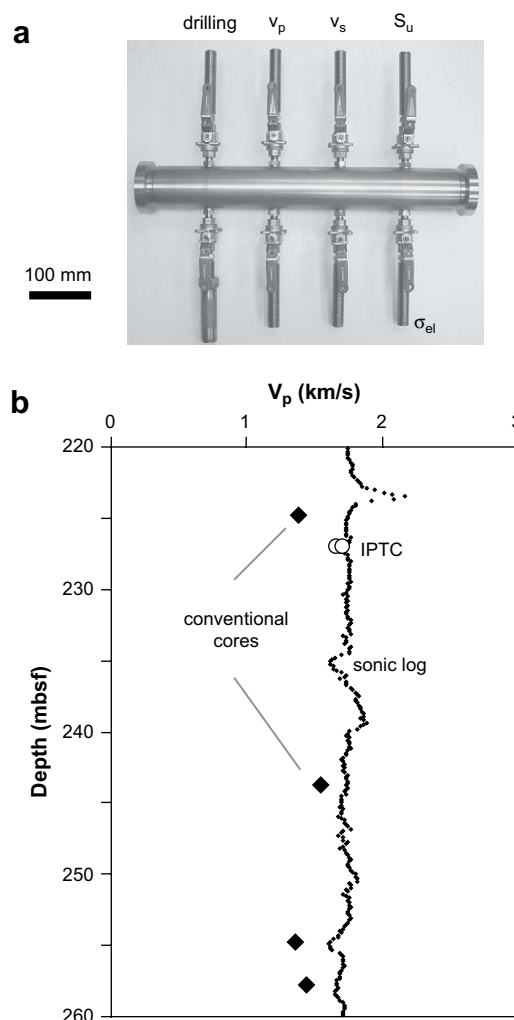 a
drilling
vp
vs
Su
100 mm
σel
b
Vp (km/s)
0 1 2 3
220
IPTC
230
conventional
cores
sonic log
Depth (mbsf)
240
250
260